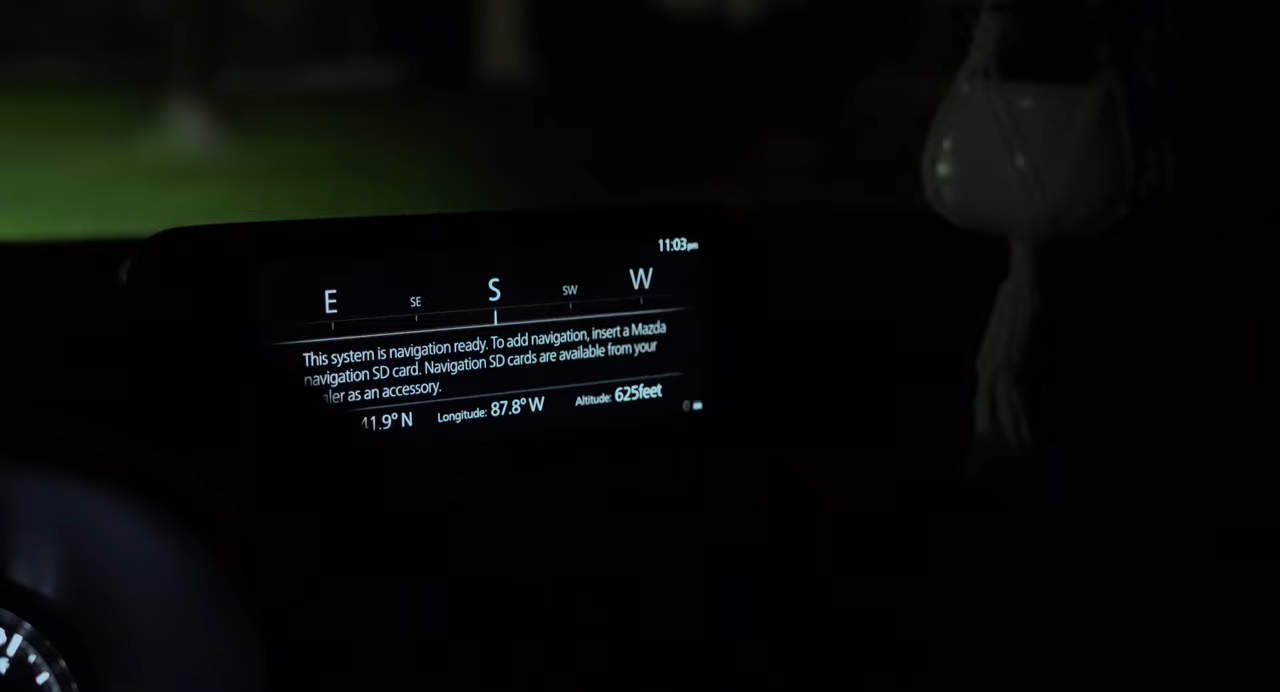 11:03pm
E SE S SW W
This system is navigation ready. To add navigation, insert a Mazda
navigation SD card. Navigation SD cards are available from your
aler as an accessory.
41.9° N Longitude: 87.8° W Altitude: 625feet